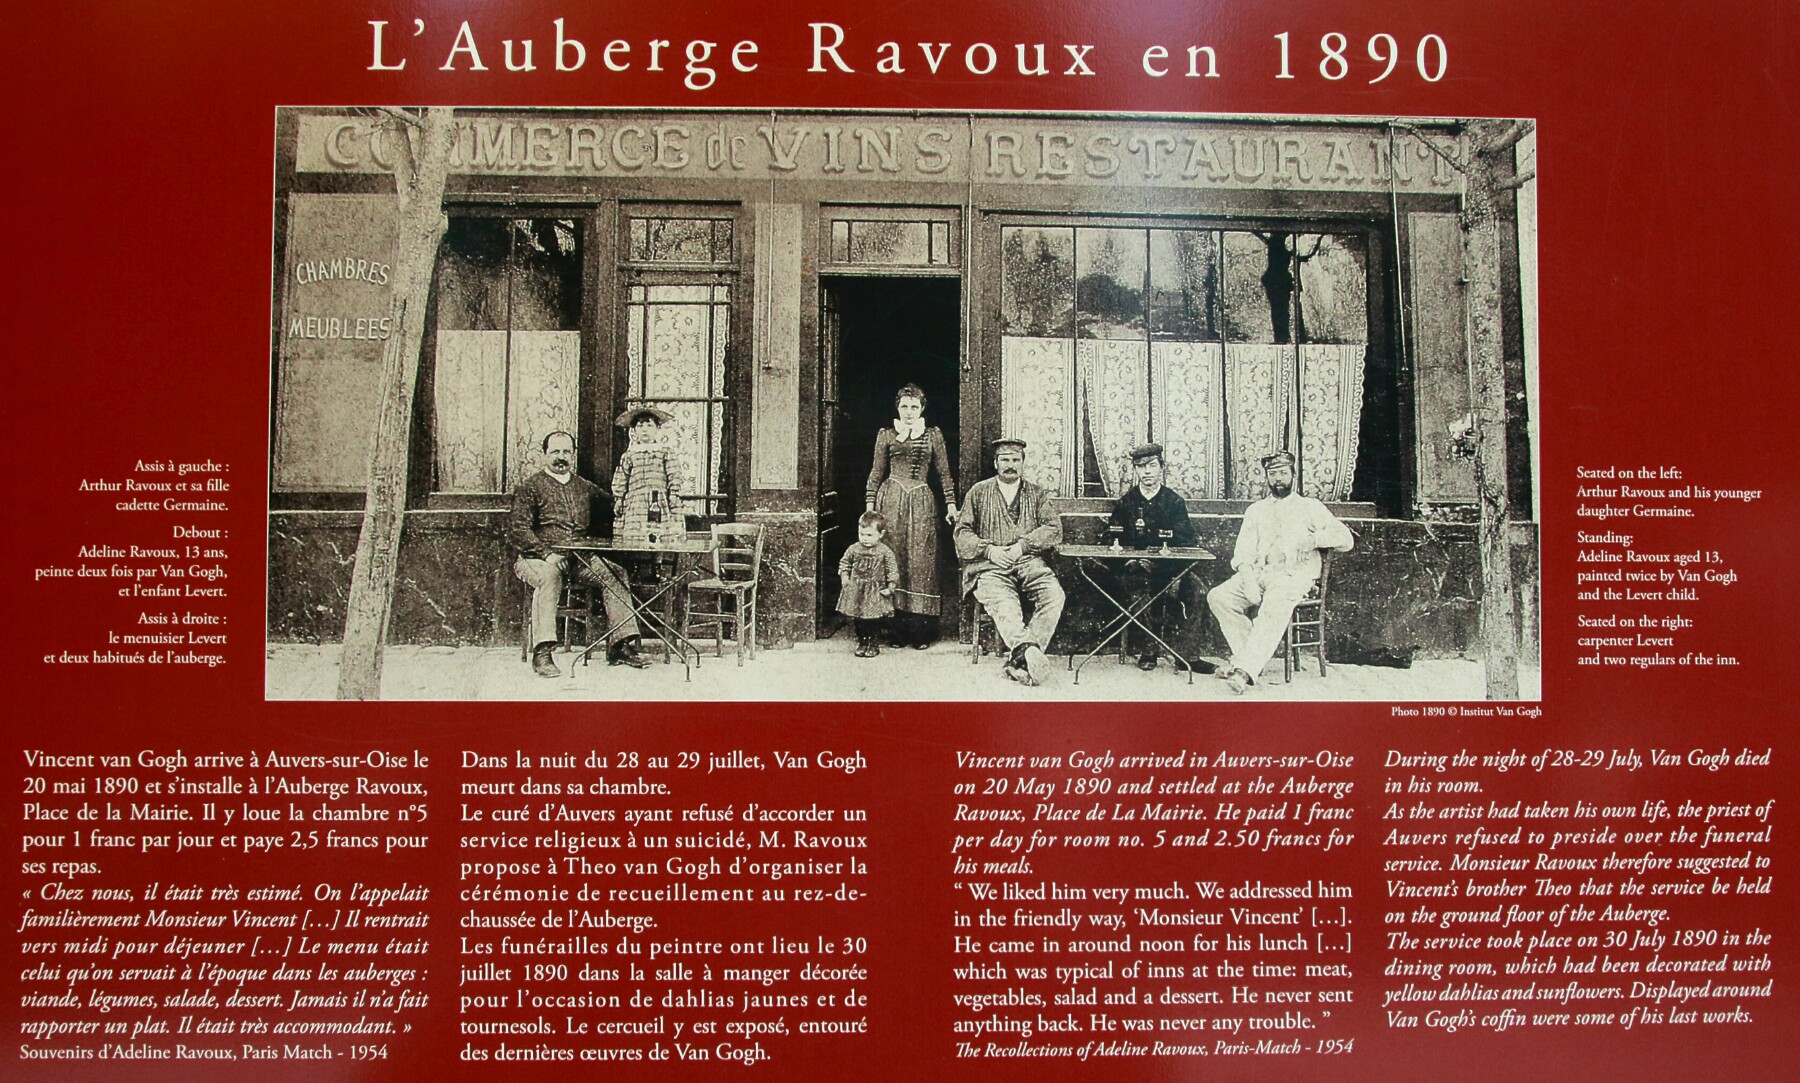 L'Auberge Ravoux en 1890
COMMERCE de VINS RESTAURANT
CHAMBRES
MEUBLEES
Assis à gauche :
Arthur Ravoux et sa fille
cadette Germaine.
Debout :
Adeline Ravoux, 13 ans,
peinte deux fois par Van Gogh,
et l'enfant Levert.
Assis à droite :
le menuisier Levert
et deux habitués de l'auberge.
Seated on the left:
Arthur Ravoux and his younger
daughter Germaine.
Standing:
Adeline Ravoux aged 13,
painted twice by Van Gogh
and the Levert child.
Seated on the right:
carpenter Levert
and two regulars of the inn.
Photo 1890 © Institut Van Gogh
Vincent van Gogh arrive à Auvers-sur-Oise le
20 mai 1890 et s'installe à l'Auberge Ravoux,
Place de la Mairie. Il y loue la chambre n°5
pour 1 franc par jour et paye 2,5 francs pour
ses repas.
« Chez nous, il était très estimé. On l'appelait
familièrement Monsieur Vincent […] Il rentrait
vers midi pour déjeuner […] Le menu était
celui qu'on servait à l'époque dans les auberges :
viande, légumes, salade, dessert. Jamais il n'a fait
rapporter un plat. Il était très accommodant. »
Souvenirs d'Adeline Ravoux, Paris Match - 1954
Dans la nuit du 28 au 29 juillet, Van Gogh
meurt dans sa chambre.
Le curé d'Auvers ayant refusé d'accorder un
service religieux à un suicidé, M. Ravoux
propose à Theo van Gogh d'organiser la
cérémonie de recueillement au rez-de-
chaussée de l'Auberge.
Les funérailles du peintre ont lieu le 30
juillet 1890 dans la salle à manger décorée
pour l'occasion de dahlias jaunes et de
tournesols. Le cercueil y est exposé, entouré
des dernières œuvres de Van Gogh.
Vincent van Gogh arrived in Auvers-sur-Oise
on 20 May 1890 and settled at the Auberge
Ravoux, Place de La Mairie. He paid 1 franc
per day for room no. 5 and 2.50 francs for
his meals.
“ We liked him very much. We addressed him
in the friendly way, ‘Monsieur Vincent’ […].
He came in around noon for his lunch […]
which was typical of inns at the time: meat,
vegetables, salad and a dessert. He never sent
anything back. He was never any trouble. ”
The Recollections of Adeline Ravoux, Paris-Match - 1954
During the night of 28-29 July, Van Gogh died
in his room.
As the artist had taken his own life, the priest of
Auvers refused to preside over the funeral
service. Monsieur Ravoux therefore suggested to
Vincent's brother Theo that the service be held
on the ground floor of the Auberge.
The service took place on 30 July 1890 in the
dining room, which had been decorated with
yellow dahlias and sunflowers. Displayed around
Van Gogh's coffin were some of his last works.